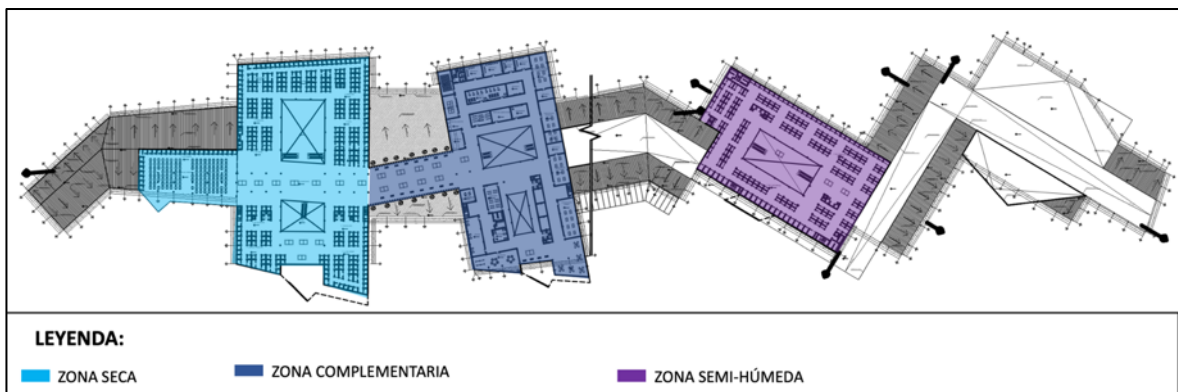 LEYENDA:
ZONA SECA
ZONA COMPLEMENTARIA
ZONA SEMI-HÚMEDA